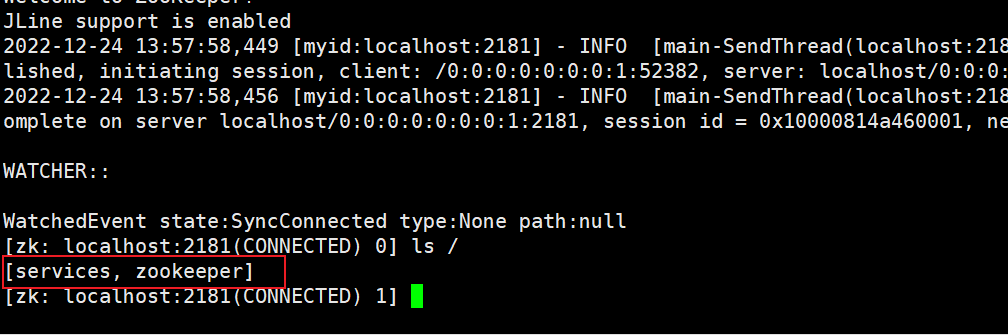 Welcome to ZooKeeper!
JLine support is enabled
2022-12-24 13:57:58,449 [myid:localhost:2181] - INFO  [main-SendThread(localhost:218
lished, initiating session, client: /0:0:0:0:0:0:0:1:52382, server: localhost/0:0:0:
2022-12-24 13:57:58,456 [myid:localhost:2181] - INFO  [main-SendThread(localhost:218
omplete on server localhost/0:0:0:0:0:0:0:1:2181, session id = 0x10000814a460001, ne
WATCHER::
WatchedEvent state:SyncConnected type:None path:null
[zk: localhost:2181(CONNECTED) 0] ls /
[services, zookeeper]
[zk: localhost:2181(CONNECTED) 1]